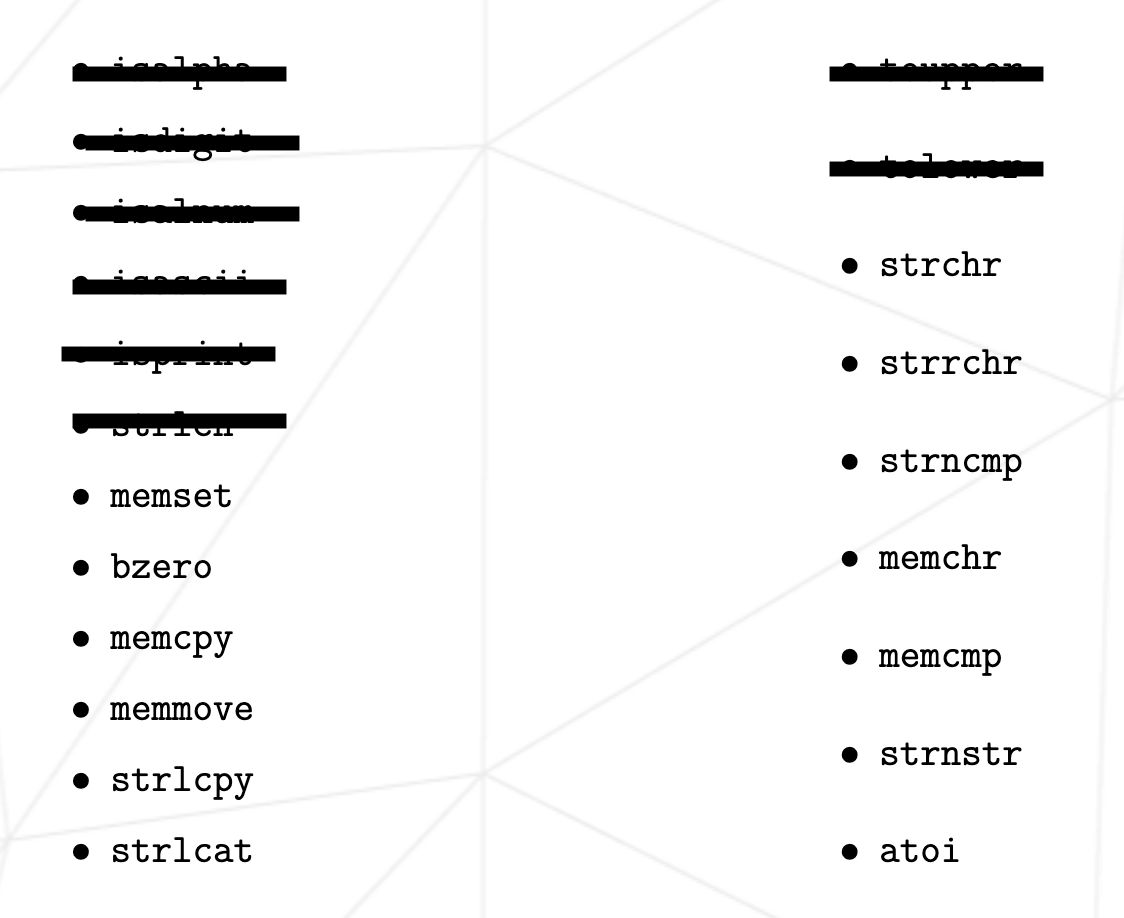 • isalpha
• isdigit
• isalnum
• isascii
• isprint
• strlen
• memset
• bzero
• memcpy
• memmove
• strlcpy
• strlcat
• toupper
• tolower
• strchr
• strrchr
• strncmp
• memchr
• memcmp
• strnstr
• atoi